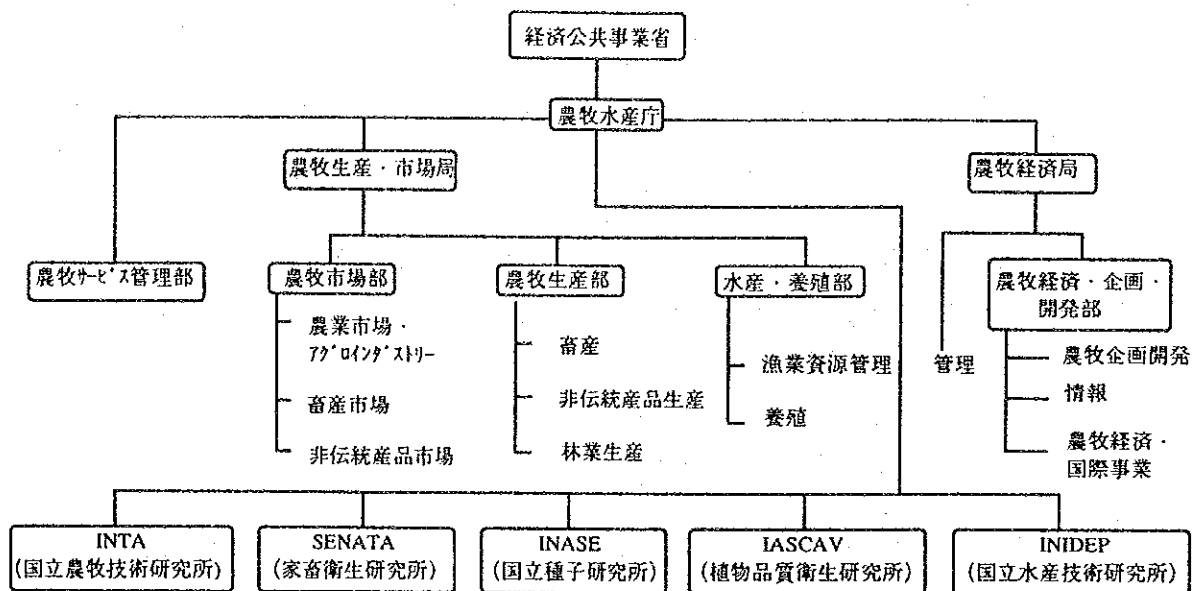 経済公共事業省
農牧水産庁
農牧生産・市場局
農牧経済局
農牧ｻｰﾋﾞｽ管理部
農牧市場部
農牧生産部
水産・養殖部
農牧経済・企画・
開発部
農業市場・
ｱｸﾞﾛｲﾝﾀﾞｽﾄﾘｰ
畜産市場
非伝統産品市場
畜産
非伝統産品生産
林業生産
漁業資源管理
養殖
管理
農牧企画開発
情報
農牧経済・
国際事業
INTA
(国立農牧技術研究所)
SENATA
(家畜衛生研究所)
INASE
(国立種子研究所)
IASCAV
(植物品質衛生研究所)
INIDEP
(国立水産技術研究所)